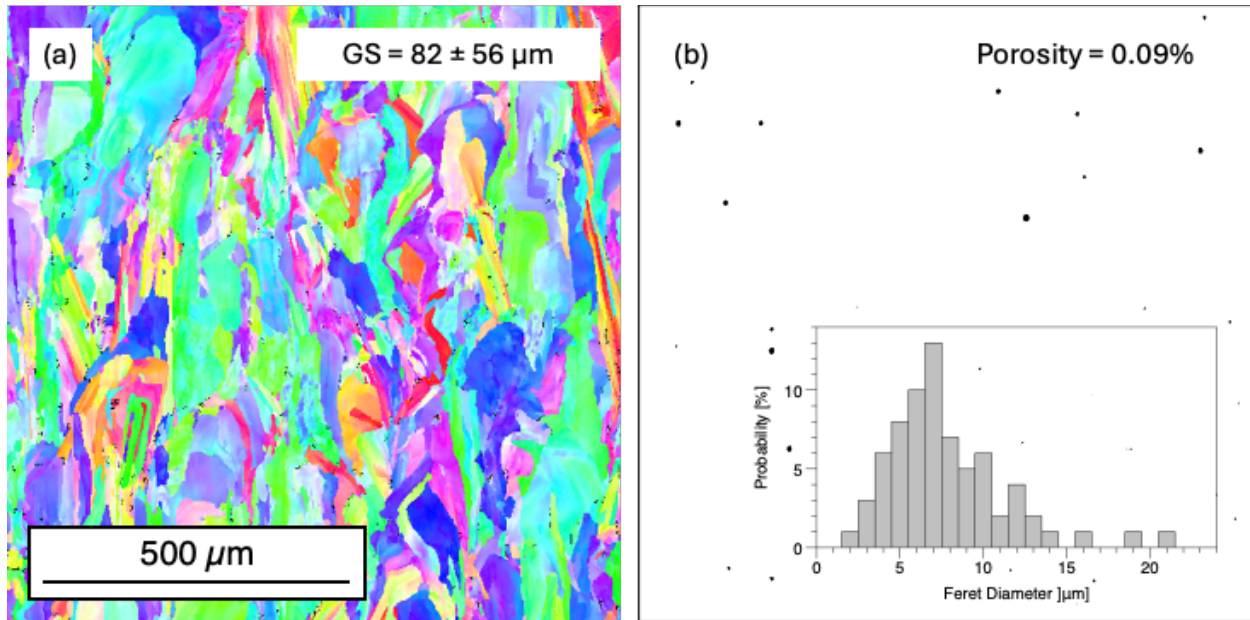 (a)
GS = 82 ± 56 µm
500 µm
(b)
Porosity = 0.09%
Probability [%]
10
5
0
0 5 10 15 20
Feret Diameter ]µm]